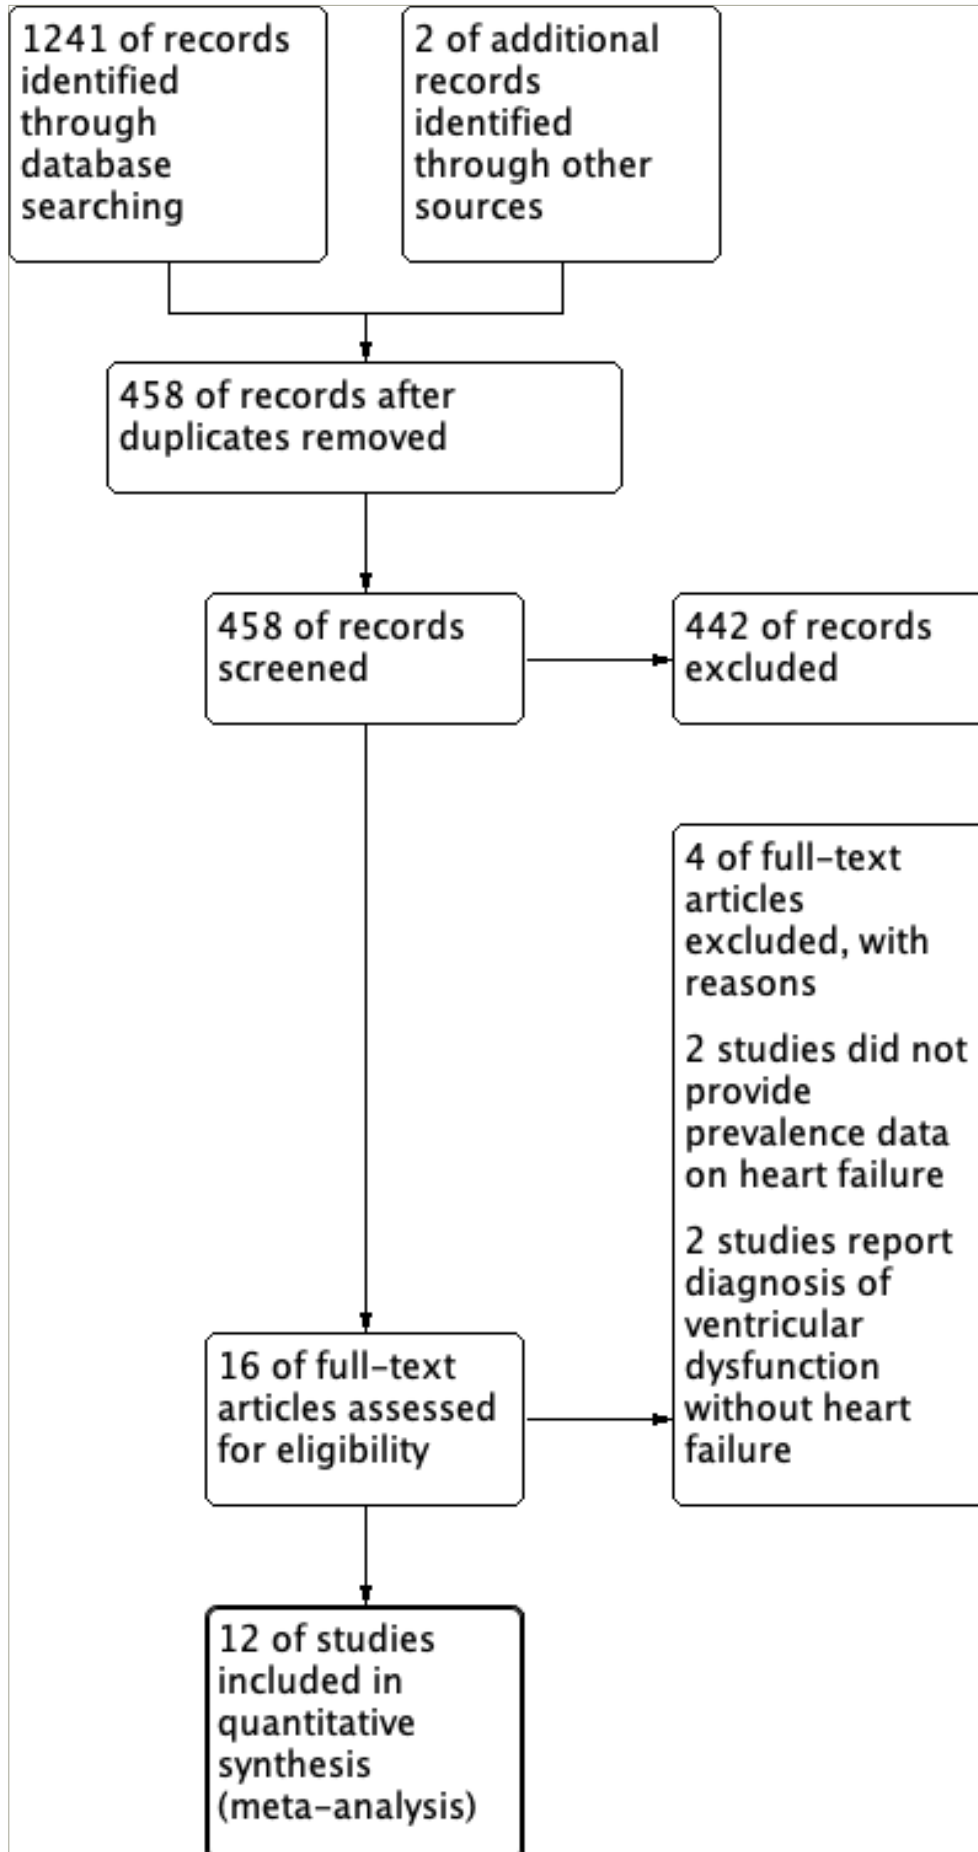 1241 of records
identified
through
database
searching
2 of additional
records
identified
through other
sources
458 of records after
duplicates removed
458 of records
screened
442 of records
excluded
4 of full-text
articles
excluded, with
reasons
2 studies did not
provide
prevalence data
on heart failure
2 studies report
diagnosis of
ventricular
dysfunction
without heart
failure
16 of full-text
articles assessed
for eligibility
12 of studies
included in
quantitative
synthesis
(meta-analysis)